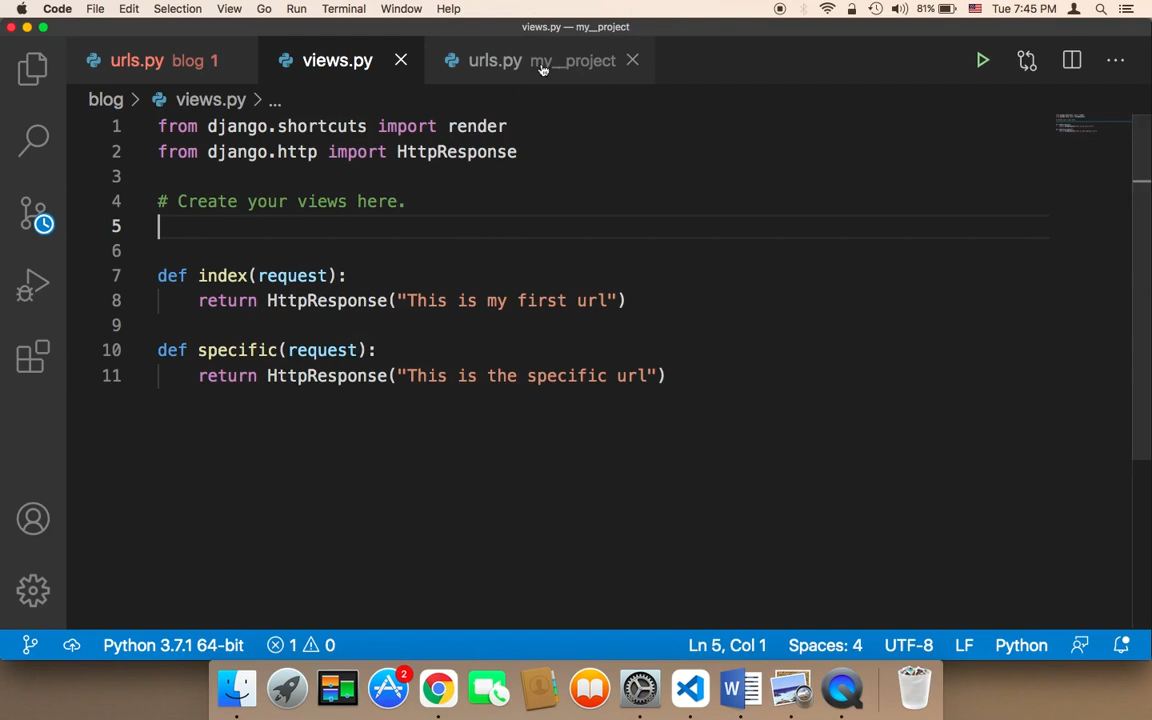 Code File Edit Selection View Go Run Terminal Window Help 81% Tue 7:45 PM
views.py — my__project
urls.py blog 1 views.py urls.py my__project
blog > views.py > ...
1 from django.shortcuts import render
2 from django.http import HttpResponse
3
4 # Create your views here.
5
6
7 def index(request):
8 return HttpResponse("This is my first url")
9
10 def specific(request):
11 return HttpResponse("This is the specific url")
Python 3.7.1 64-bit 1 0 Ln 5, Col 1 Spaces: 4 UTF-8 LF Python
2
W